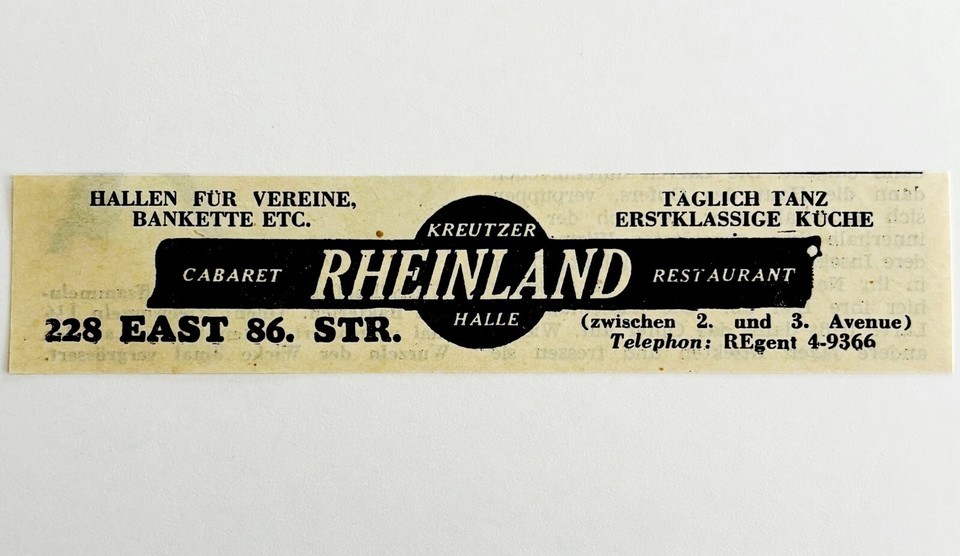 HALLEN FÜR VEREINE,
BANKETTE ETC.
TÄGLICH TANZ
ERSTKLASSIGE KÜCHE
KREUTZER
CABARET RHEINLAND RESTAURANT
HALLE
228 EAST 86. STR.
(zwischen 2. und 3. Avenue)
Telephon: REgent 4-9366